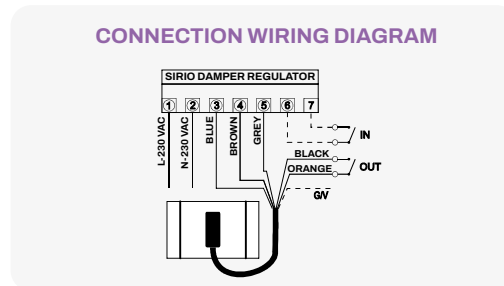 CONNECTION WIRING DIAGRAM
SIRIO DAMPER REGULATOR
1 2 3 4 5 6 7
L-230 VAC
N-230 VAC
BLUE
BROWN
GREY
IN
BLACK
ORANGE
OUT
G/V